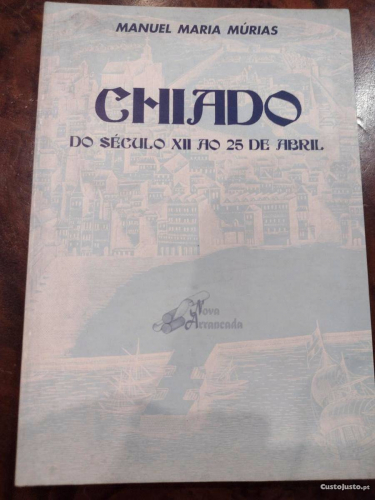 MANUEL MARIA MÚRIAS
CHIADO
DO SÉCULO XII AO 25 DE ABRIL
Nova
Arrancada
CustoJusto.pt